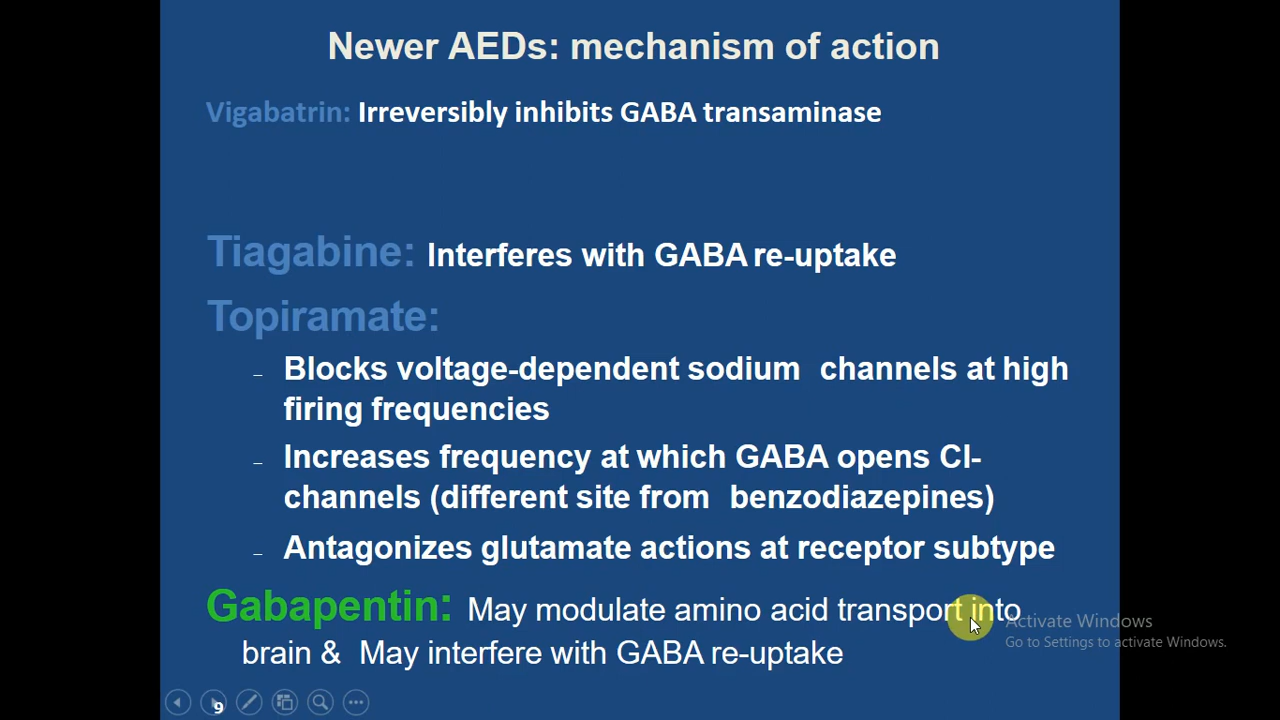 Newer AEDs: mechanism of action
Vigabatrin: Irreversibly inhibits GABA transaminase
Tiagabine: Interferes with GABA re-uptake
Topiramate:
– Blocks voltage-dependent sodium channels at high
firing frequencies
– Increases frequency at which GABA opens Cl-
channels (different site from benzodiazepines)
– Antagonizes glutamate actions at receptor subtype
Gabapentin: May modulate amino acid transport into
brain & May interfere with GABA re-uptake
Activate Windows
Go to Settings to activate Windows.
9